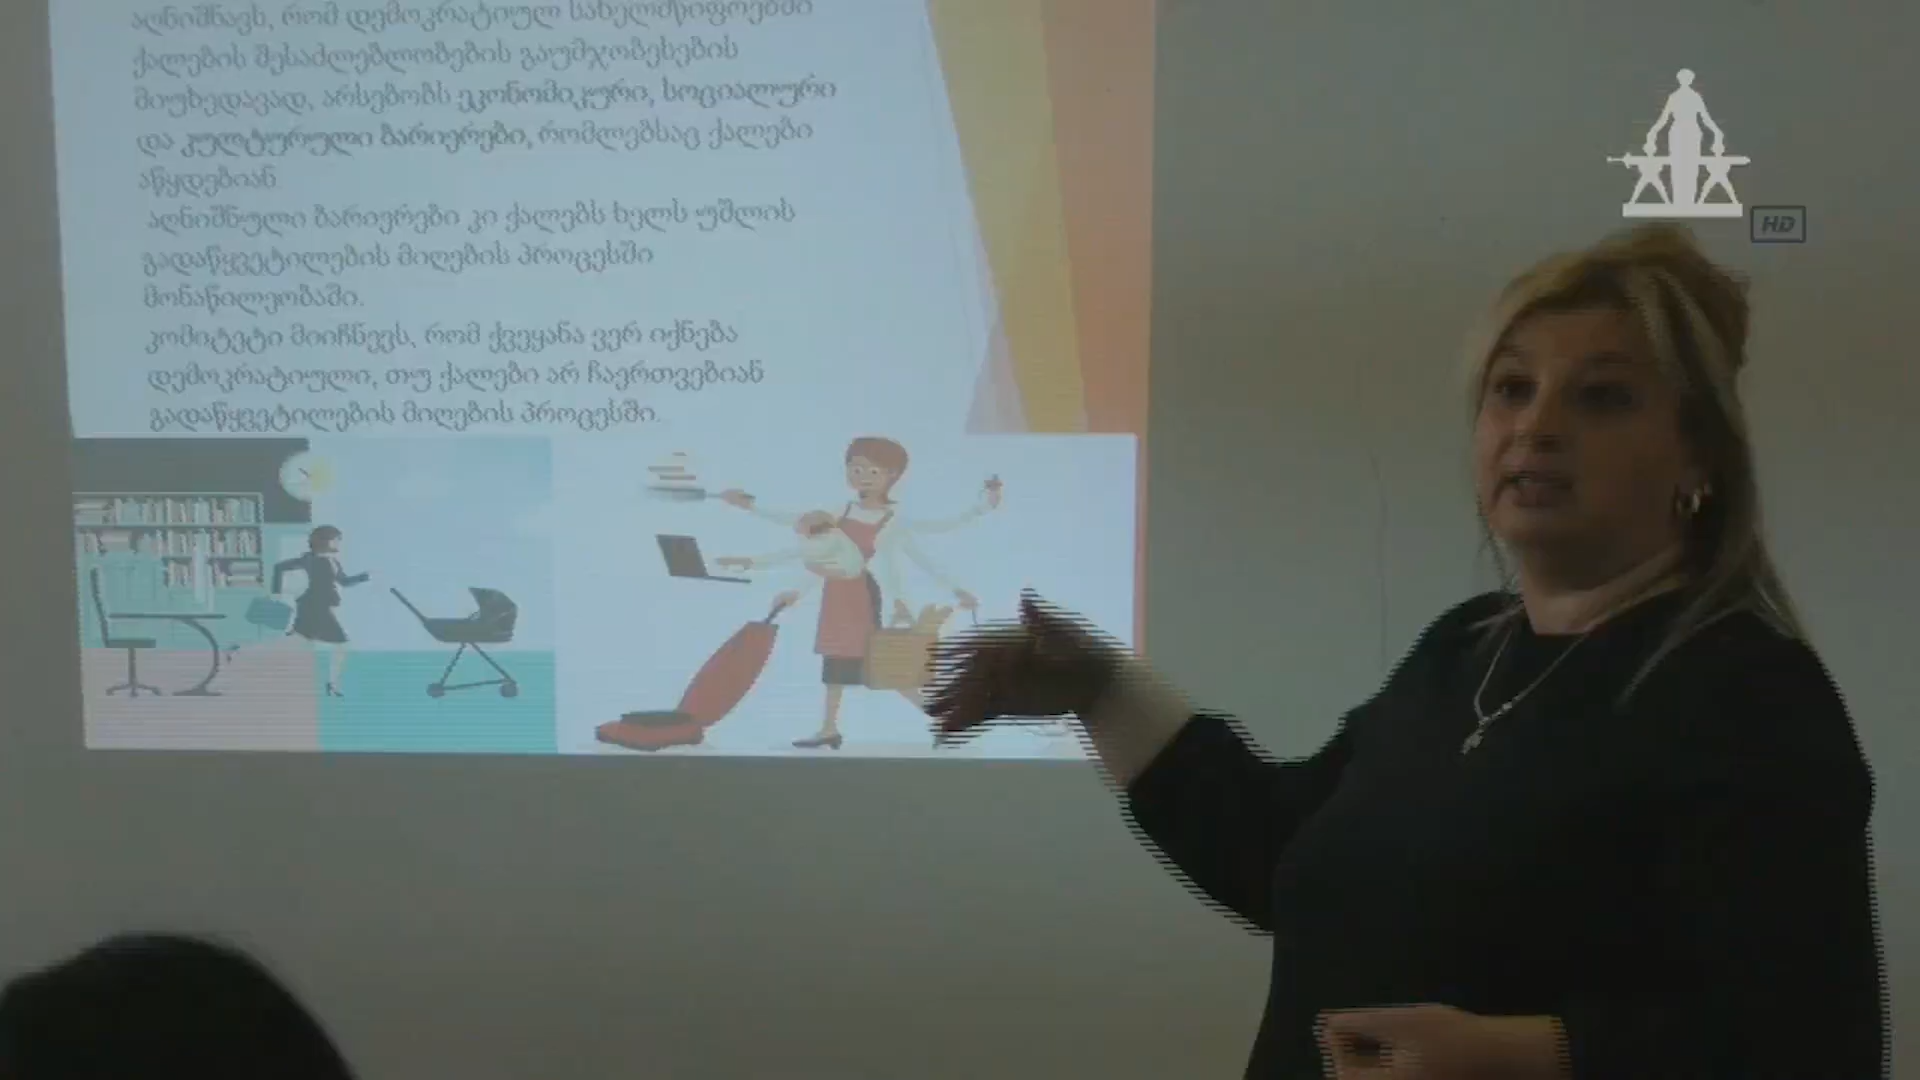 აღნიშნავს, რომ დემოკრატიულ სახელმწიფოებში
ქალების შესაძლებლობების გაუმჯობესების
მიუხედავად, არსებობს ეკონომიკური, სოციალური
და კულტურული ბარიერები, რომლებსაც ქალები
აწყდებიან.
აღნიშნული ბარიერები კი ქალებს ხელს უშლის
გადაწყვეტილების მიღების პროცესში
მონაწილეობაში.
კომიტეტი მიიჩნევს, რომ ქვეყანა ვერ იქნება
დემოკრატიული, თუ ქალები არ ჩაერთვებიან
გადაწყვეტილების მიღების პროცესში.
HD